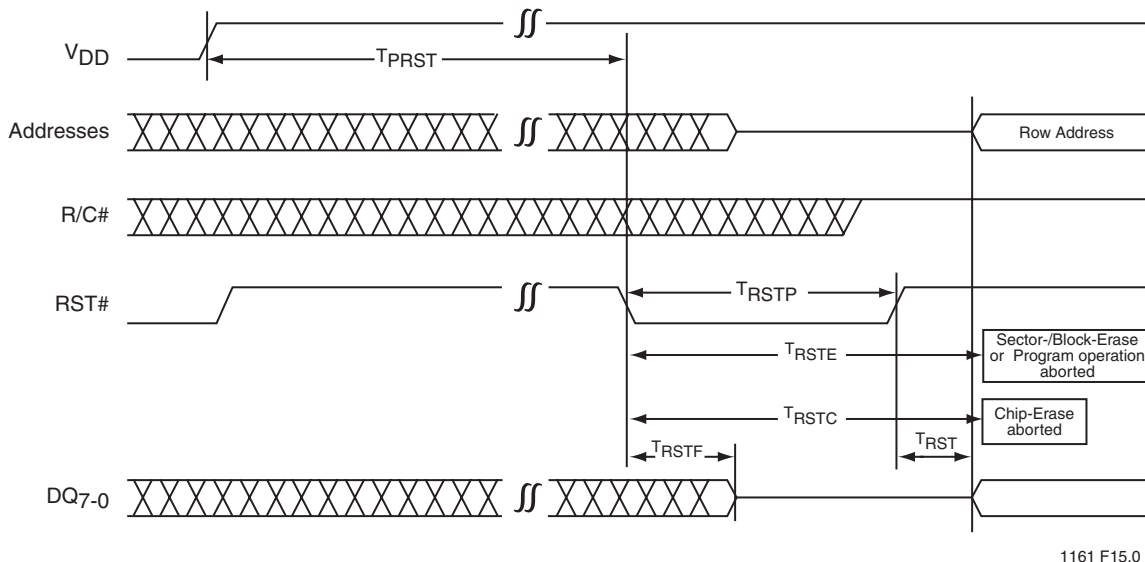 VDD
TPRST
Addresses
Row Address
R/C#
RST#
TRSTP
TRSTE
Sector-/Block-Erase
or Program operation
aborted
TRSTC
Chip-Erase
aborted
TRSTF
TRST
DQ7-0
1161 F15.0